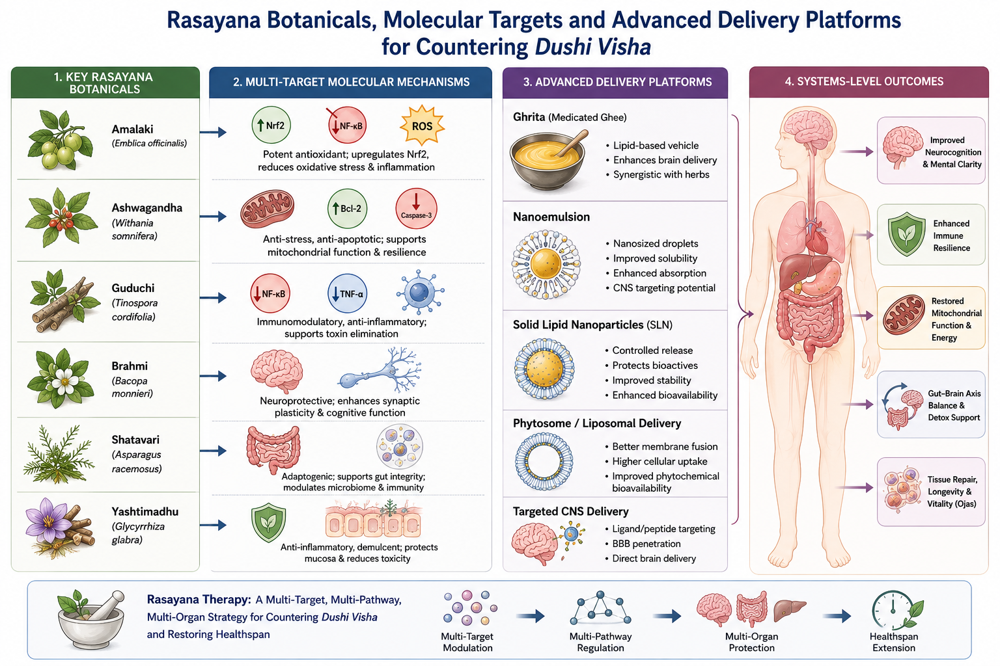 Rasayana Botanicals, Molecular Targets and Advanced Delivery Platforms
for Countering Dushi Visha
1. KEY RASAYANA
BOTANICALS
Amalaki
(Emblica officinalis)
Ashwagandha
(Withania
somnifera)
Guduchi
(Tinospora
cordifolia)
Brahmi
(Bacopa
monnieri)
Shatavari
(Asparagus
racemosus)
Yashtimadhu
(Glycyrrhiza
glabra)
2. MULTI-TARGET MOLECULAR MECHANISMS
↑ Nrf2
↓ NF-κB
ROS
Potent antioxidant; upregulates Nrf2,
reduces oxidative stress & inflammation
↑ Bcl-2
↓ Caspase-3
Anti-stress, anti-apoptotic; supports
mitochondrial function & resilience
↓ NF-κB
↓ TNF-α
Immunomodulatory, anti-inflammatory;
supports toxin elimination
Neuroprotective; enhances synaptic
plasticity & cognitive function
Adaptogenic; supports gut integrity;
modulates microbiome & immunity
Anti-inflammatory, demulcent; protects
mucosa & reduces toxicity
3. ADVANCED DELIVERY PLATFORMS
Ghrita (Medicated Ghee)
• Lipid-based vehicle
• Enhances brain delivery
• Synergistic with herbs
Nanoemulsion
• Nanosized droplets
• Improved solubility
• Enhanced absorption
• CNS targeting potential
Solid Lipid Nanoparticles (SLN)
• Controlled release
• Protects bioactives
• Improved stability
• Enhanced bioavailability
Phytosome / Liposomal Delivery
• Better membrane fusion
• Higher cellular uptake
• Improved phytochemical
bioavailability
Targeted CNS Delivery
• Ligand/peptide targeting
• BBB penetration
• Direct brain delivery
4. SYSTEMS-LEVEL OUTCOMES
Improved
Neurocognition
& Mental Clarity
Enhanced
Immune
Resilience
Restored
Mitochondrial
Function &
Energy
Gut–Brain Axis
Balance &
Detox Support
Tissue Repair,
Longevity &
Vitality (Ojas)
Rasayana Therapy: A Multi-Target, Multi-Pathway,
Multi-Organ Strategy for Countering Dushi Visha
and Restoring Healthspan
Multi-Target
Modulation
Multi-Pathway
Regulation
Multi-Organ
Protection
Healthspan
Extension